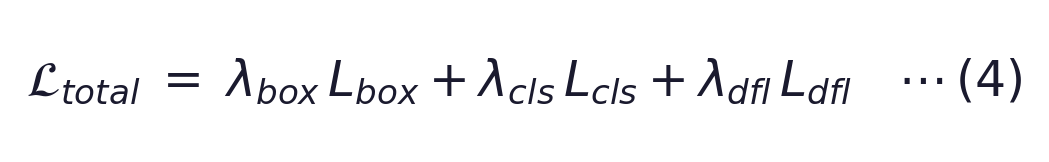 ℒ_total = λ_box L_box + λ_cls L_cls + λ_dfl L_dfl ⋯ (4)